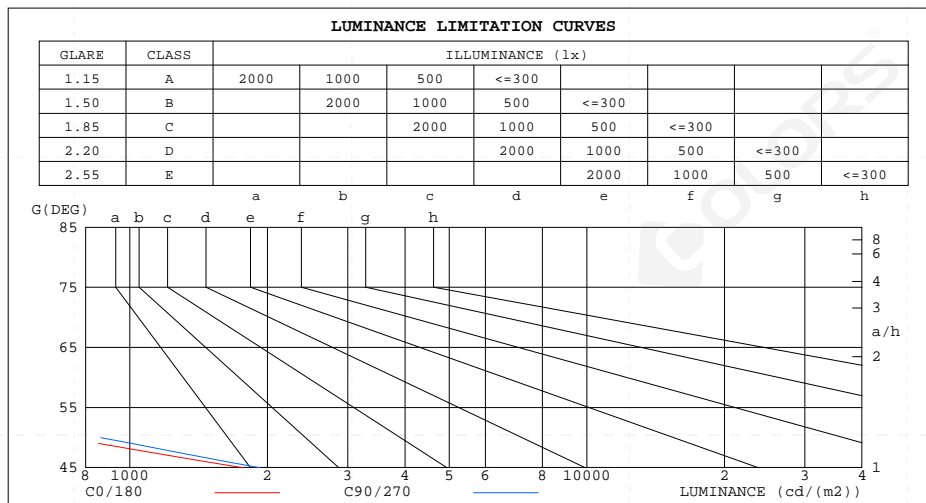 LUMINANCE LIMITATION CURVES
GLARE CLASS ILLUMINANCE (lx)
1.15 A 2000 1000 500 <=300
1.50 B 2000 1000 500 <=300
1.85 C 2000 1000 500 <=300
2.20 D 2000 1000 500 <=300
2.55 E 2000 1000 500 <=300
a b c d e f g h
G(DEG) a b c d e f g h
85
8
6
75 4
3
a/h
65 2
55
45 1
8 1000 2 3 4 5 6 8 10000 2 3 4
C0/180 C90/270 LUMINANCE (cd/(m2))
COLORS®